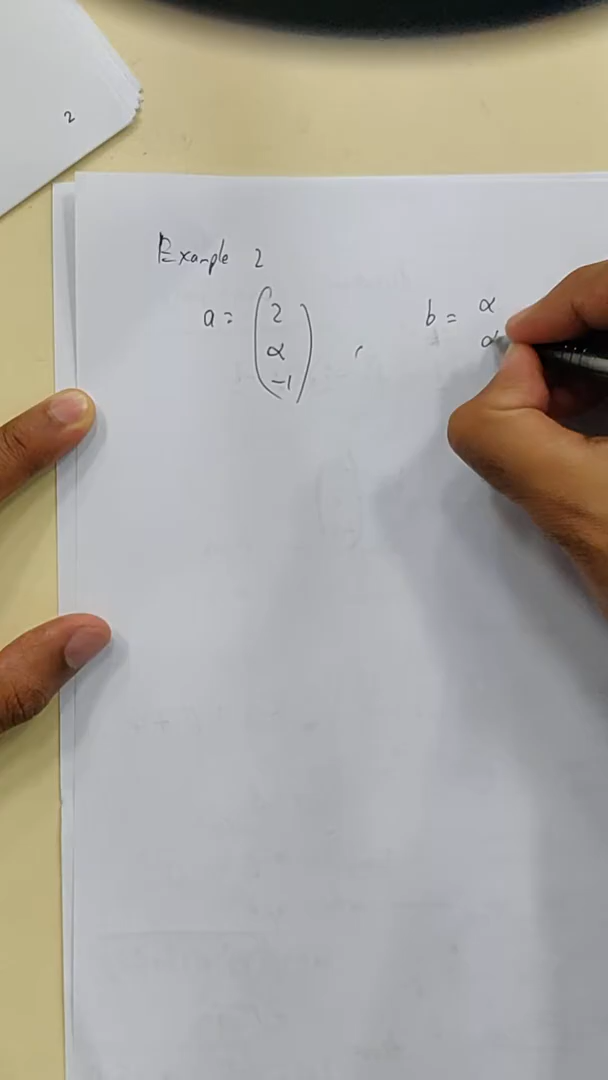 2
Example 2
a = (2 α -1) , b = α α